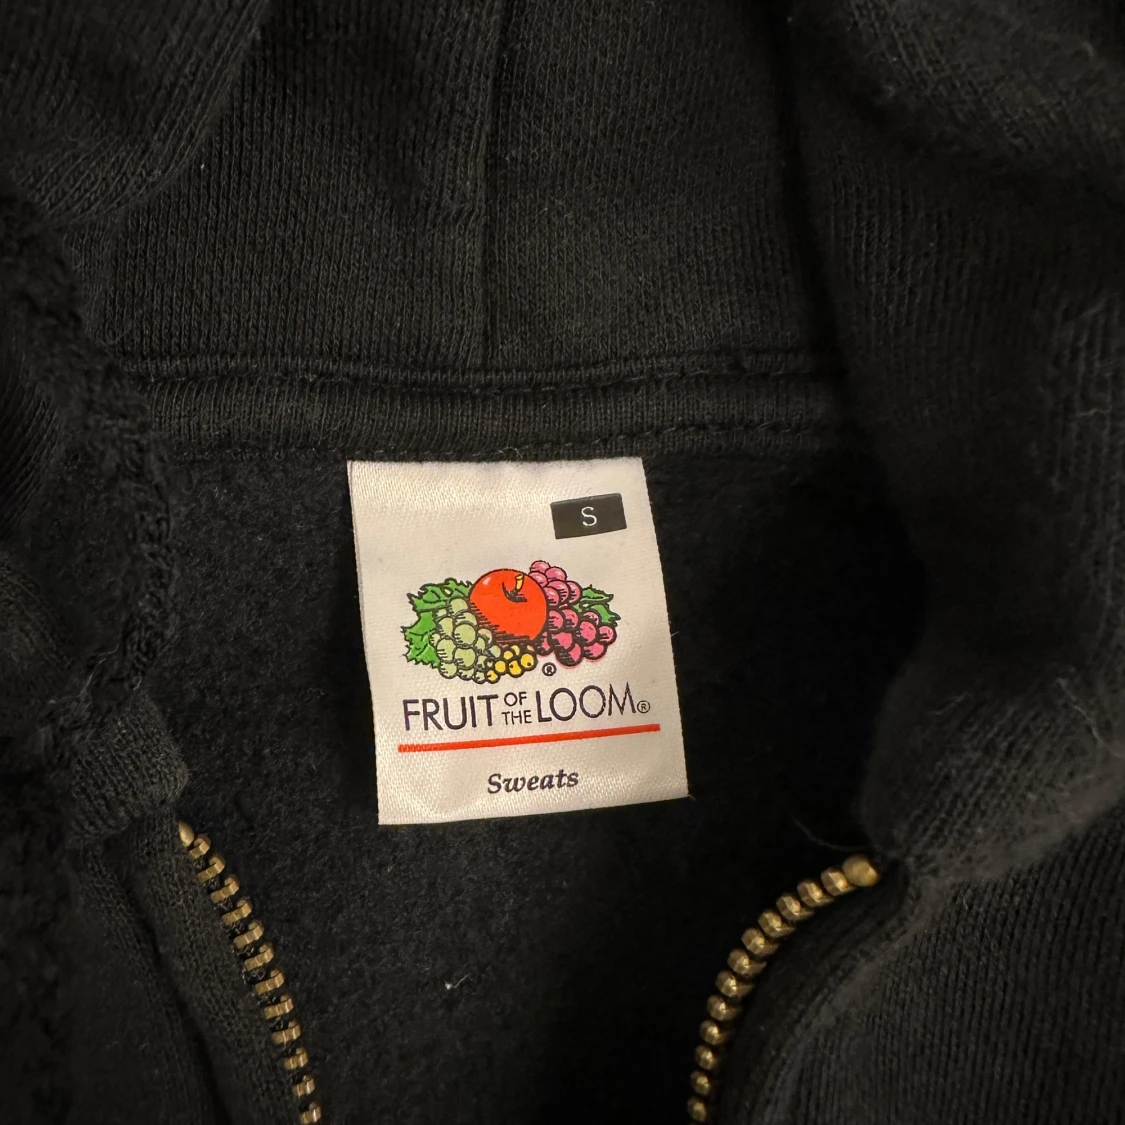 S
®
FRUIT OF THE LOOM®
Sweats